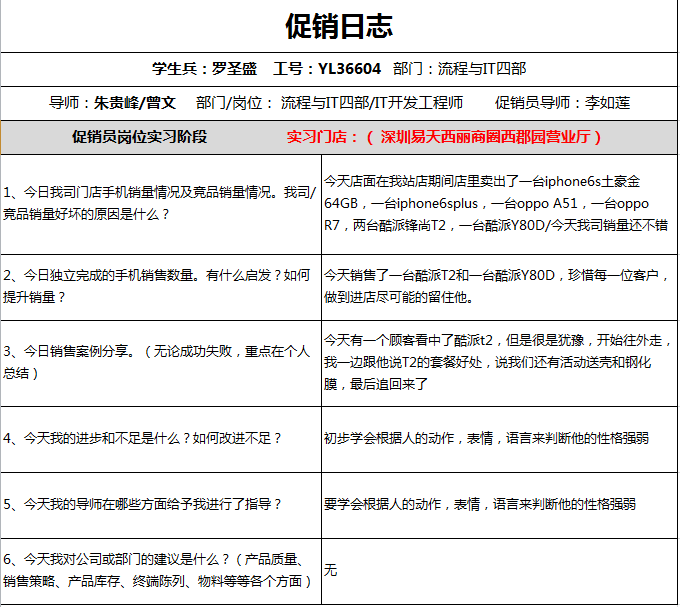 促销日志
学生兵：罗圣盛 工号：YL36604 部门：流程与IT四部
导师：朱贵峰/曾文 部门/岗位： 流程与IT四部/IT开发工程师 促销员导师：李如莲
促销员岗位实习阶段 实习门店：（ 深圳易天西丽商圈西郡园营业厅）
1、今日我司门店手机销量情况及竞品销量情况。我司/
竞品销量好坏的原因是什么？
今天店面在我站店期间店里卖出了一台iphone6s土豪金
64GB，一台iphone6splus，一台oppo A51，一台oppo
R7，两台酷派锋尚T2，一台酷派Y80D/今天我司销量还不错
2、今日独立完成的手机销售数量。有什么启发？如何
提升销量？
今天销售了一台酷派T2和一台酷派Y80D，珍惜每一位客户，
做到进店尽可能的留住他。
3、今日销售案例分享。（无论成功失败，重点在个人
总结）
今天有一个顾客看中了酷派t2，但是很是犹豫，开始往外走，
我一边跟他说T2的套餐好处，说我们还有活动送壳和钢化
膜，最后追回来了
4、今天我的进步和不足是什么？如何改进不足？
初步学会根据人的动作，表情，语言来判断他的性格强弱
5、今天我的导师在哪些方面给予我进行了指导？
要学会根据人的动作，表情，语言来判断他的性格强弱
6、今天我对公司或部门的建议是什么？（产品质量、
销售策略、产品库存、终端陈列、物料等等各个方面）
无